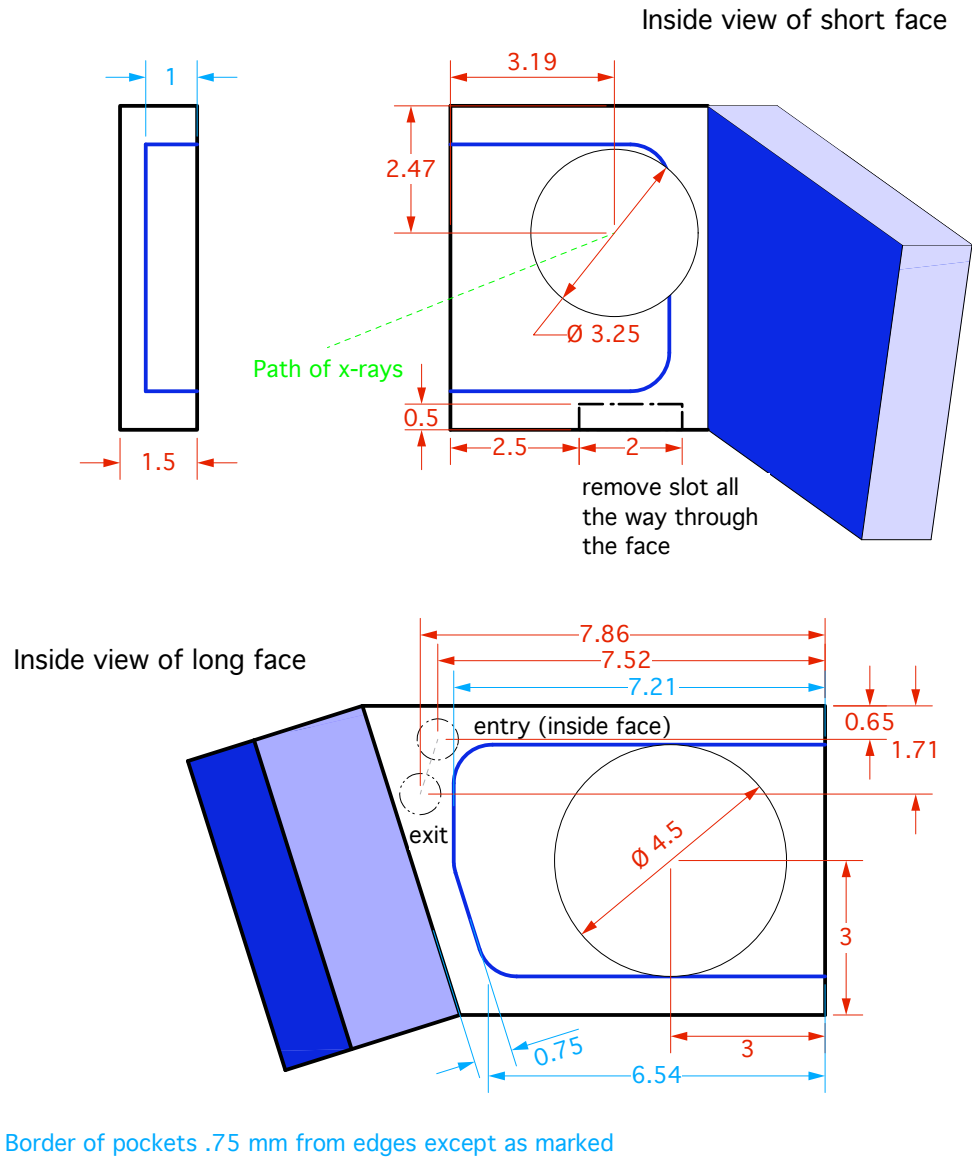 Inside view of short face
3.19
1
2.47
Ø 3.25
Path of x-rays
0.5
1.5
2.5
2
remove slot all
the way through
the face
7.86
Inside view of long face
7.52
7.21
entry (inside face)
0.65
1.71
exit
Ø 4.5
3
0.75
3
6.54
Border of pockets .75 mm from edges except as marked